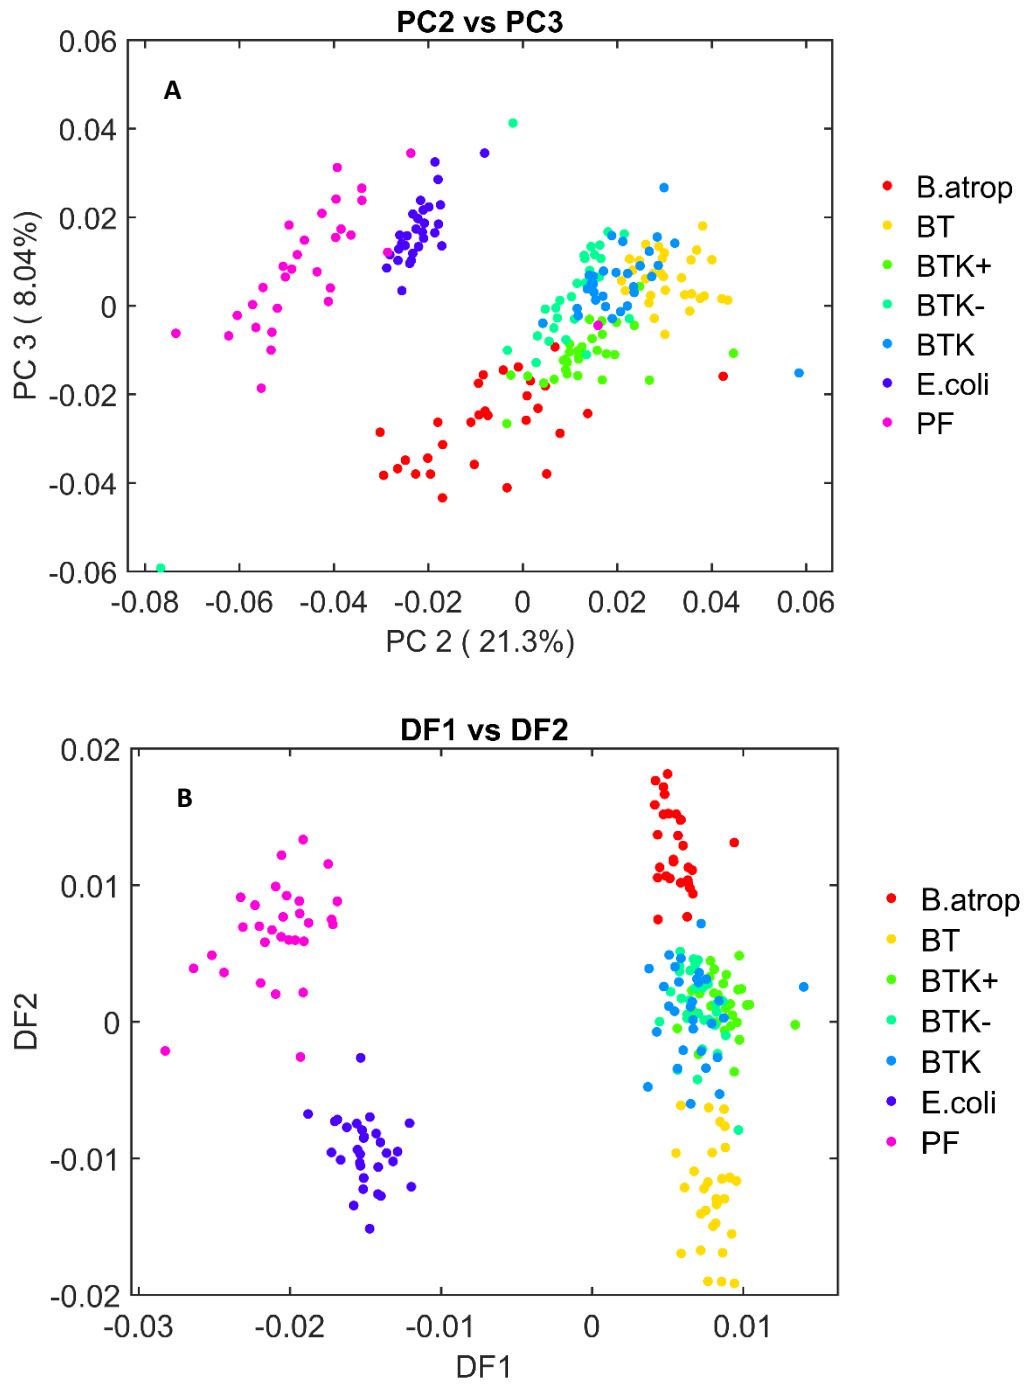 PC2 vs PC3
A
0.06
0.04
0.02
0
-0.02
-0.04
-0.06
PC 3 ( 8.04%)
-0.08 -0.06 -0.04 -0.02 0 0.02 0.04 0.06
PC 2 ( 21.3%)
B.atrop
BT
BTK+
BTK-
BTK
E.coli
PF
DF1 vs DF2
B
0.02
0.01
0
-0.01
-0.02
DF2
-0.03 -0.02 -0.01 0 0.01
DF1
B.atrop
BT
BTK+
BTK-
BTK
E.coli
PF